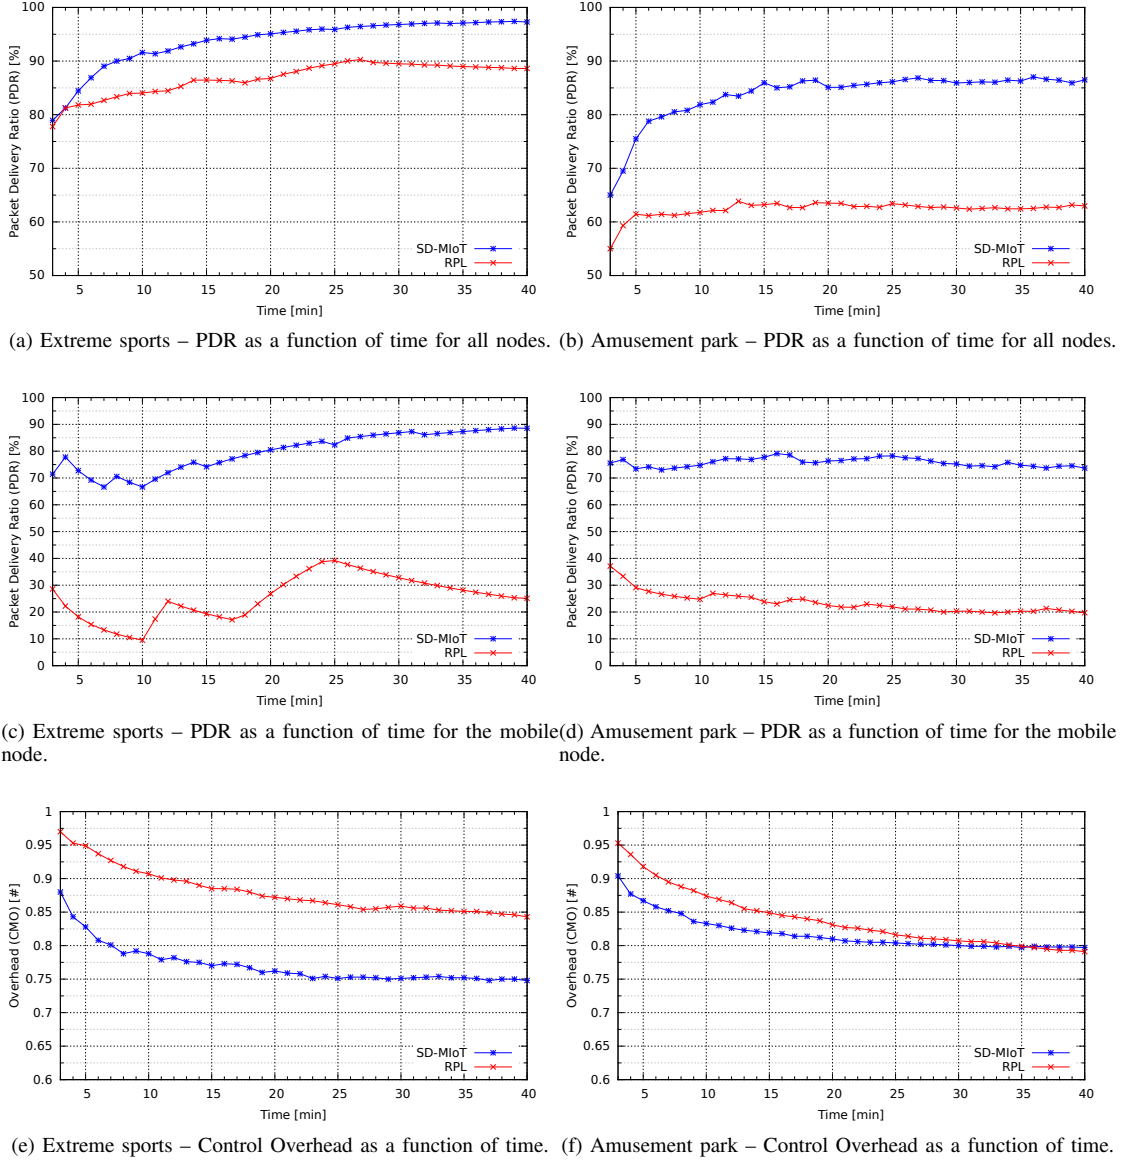 100
90
80
70
60
50
Packet Delivery Ratio (PDR) [%]
SD-MIoT
RPL
5 10 15 20 25 30 35 40
Time [min]
(a) Extreme sports – PDR as a function of time for all nodes.
100
90
80
70
60
50
Packet Delivery Ratio (PDR) [%]
SD-MIoT
RPL
5 10 15 20 25 30 35 40
Time [min]
(b) Amusement park – PDR as a function of time for all nodes.
100
90
80
70
60
50
40
30
20
10
0
Packet Delivery Ratio (PDR) [%]
SD-MIoT
RPL
5 10 15 20 25 30 35 40
Time [min]
(c) Extreme sports – PDR as a function of time for the mobile
node.
100
90
80
70
60
50
40
30
20
10
0
Packet Delivery Ratio (PDR) [%]
SD-MIoT
RPL
5 10 15 20 25 30 35 40
Time [min]
(d) Amusement park – PDR as a function of time for the mobile
node.
1
0.95
0.9
0.85
0.8
0.75
0.7
0.65
0.6
Overhead (CMO) [#]
SD-MIoT
RPL
5 10 15 20 25 30 35 40
Time [min]
(e) Extreme sports – Control Overhead as a function of time.
1
0.95
0.9
0.85
0.8
0.75
0.7
0.65
0.6
Overhead (CMO) [#]
SD-MIoT
RPL
5 10 15 20 25 30 35 40
Time [min]
(f) Amusement park – Control Overhead as a function of time.